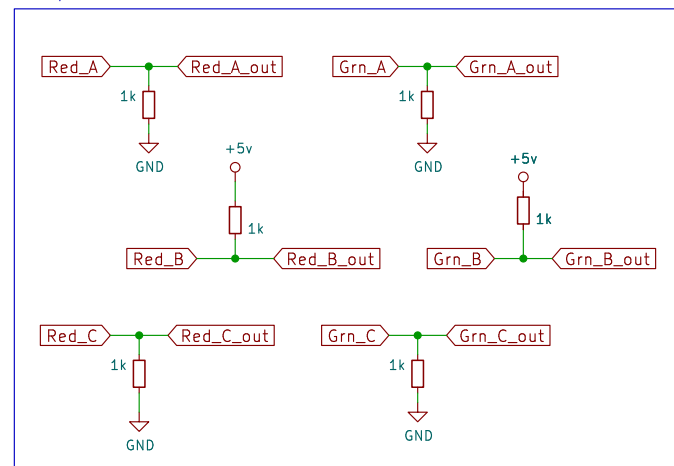 Red_A Red_A_out Grn_A Grn_A_out
1k 1k
GND GND
+5v +5v
1k 1k
Red_B Red_B_out Grn_B Grn_B_out
Red_C Red_C_out Grn_C Grn_C_out
1k 1k
GND GND